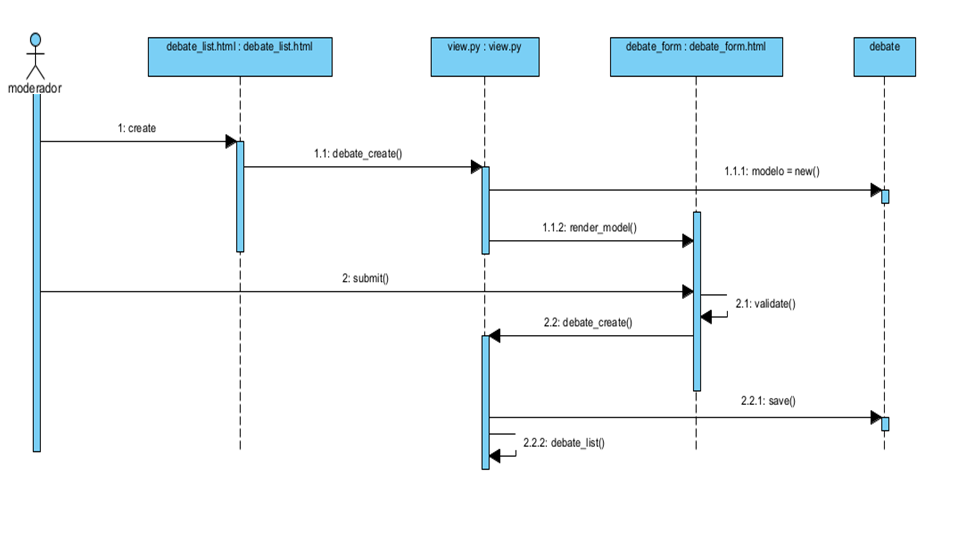 debate_list.html : debate_list.html
view.py : view.py
debate_form : debate_form.html
debate
moderador
1: create
1.1: debate_create()
1.1.1: modelo = new()
1.1.2: render_model()
2: submit()
2.1: validate()
2.2: debate_create()
2.2.1: save()
2.2.2: debate_list()